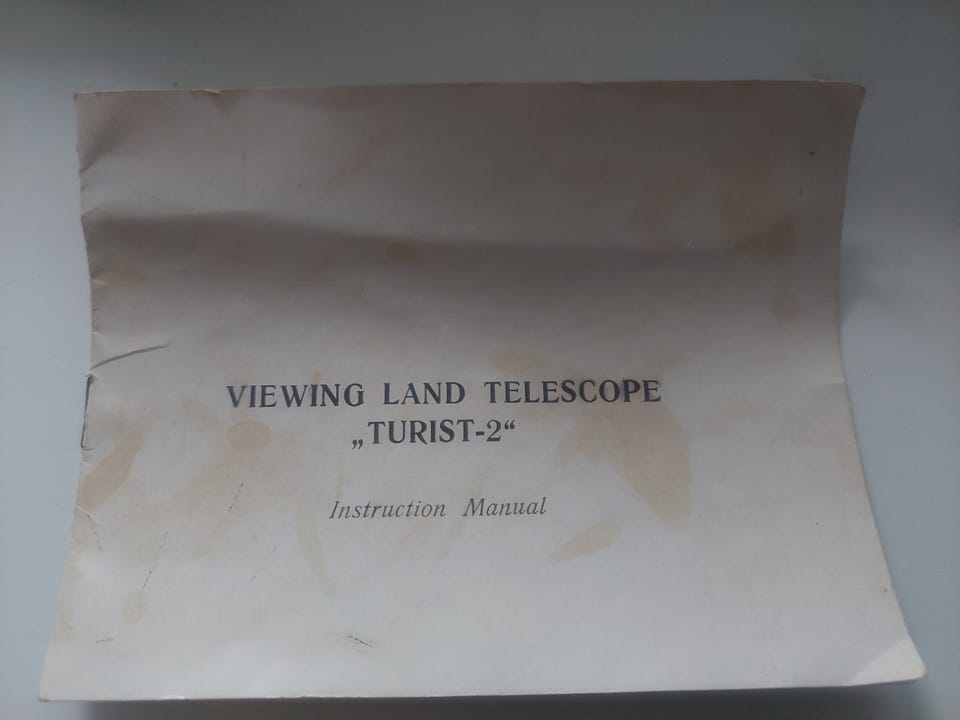 VIEWING LAND TELESCOPE
„TURIST-2“
Instruction Manual